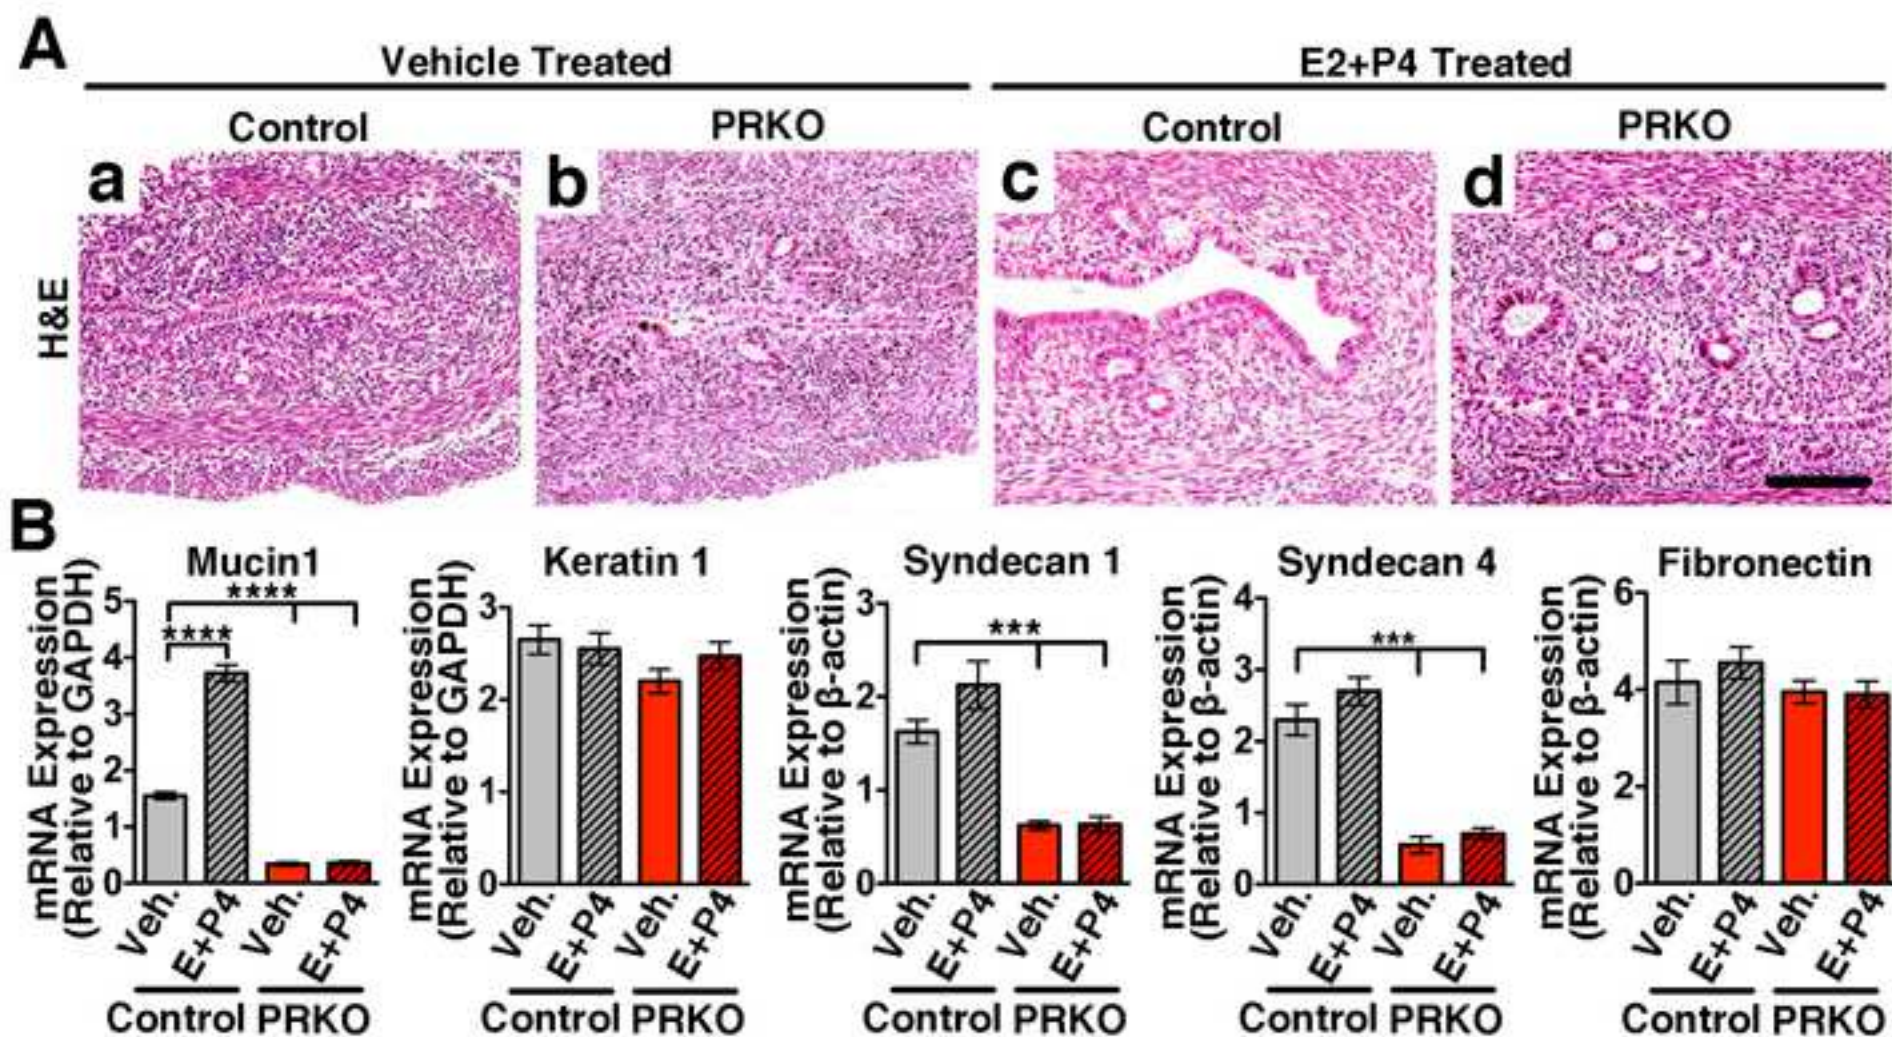 A
Vehicle Treated
E2+P4 Treated
Control
PRKO
Control
PRKO
a
b
c
d
H&E
B
Mucin1
mRNA Expression
(Relative to GAPDH)
5
4
3
2
1
0
****
****
Veh.
E+P4
Veh.
E+P4
Control
PRKO
Keratin 1
mRNA Expression
(Relative to GAPDH)
3
2
1
0
Veh.
E+P4
Veh.
E+P4
Control
PRKO
Syndecan 1
mRNA Expression
(Relative to β-actin)
3
2
1
0
***
Veh.
E+P4
Veh.
E+P4
Control
PRKO
Syndecan 4
mRNA Expression
(Relative to β-actin)
4
3
2
1
0
***
Veh.
E+P4
Veh.
E+P4
Control
PRKO
Fibronectin
mRNA Expression
(Relative to β-actin)
6
4
2
0
Veh.
E+P4
Veh.
E+P4
Control
PRKO